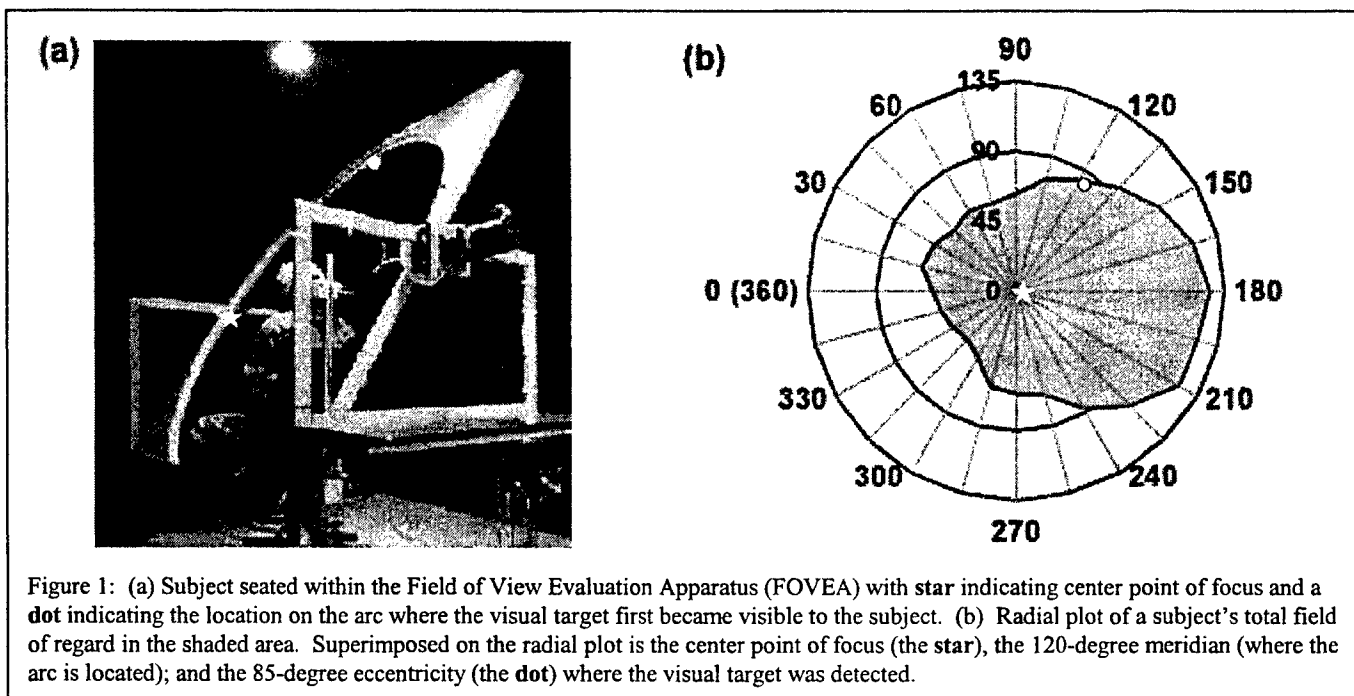 (a)
(b)
90
135
60
120
90
30
150
45
0 (360)
0
180
330
210
300
240
270
Figure 1: (a) Subject seated within the Field of View Evaluation Apparatus (FOVEA) with star indicating center point of focus and a
dot indicating the location on the arc where the visual target first became visible to the subject. (b) Radial plot of a subject's total field
of regard in the shaded area. Superimposed on the radial plot is the center point of focus (the star), the 120-degree meridian (where the
arc is located); and the 85-degree eccentricity (the dot) where the visual target was detected.